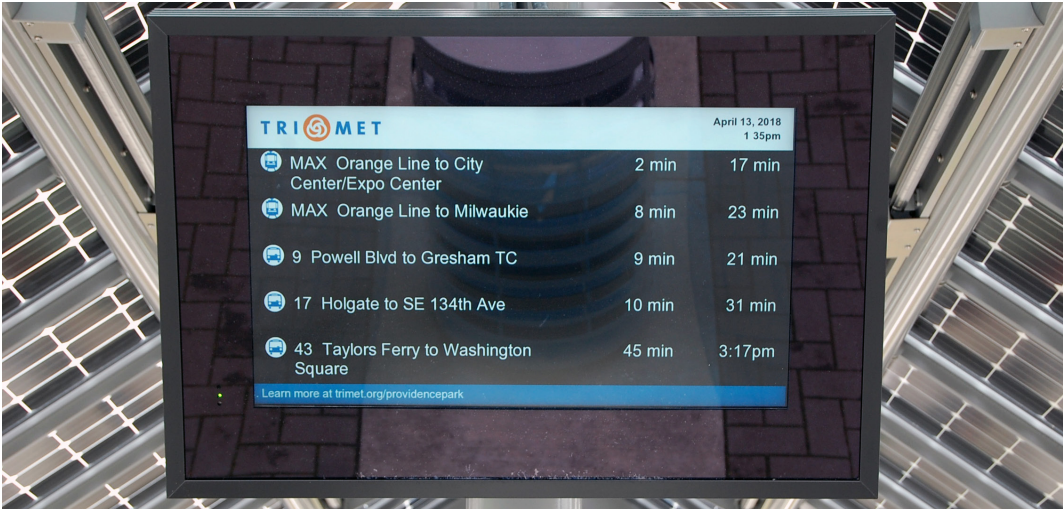 TRI MET
April 13, 2018
1 35pm
MAX Orange Line to City 2 min 17 min
Center/Expo Center
MAX Orange Line to Milwaukie 8 min 23 min
9 Powell Blvd to Gresham TC 9 min 21 min
17 Holgate to SE 134th Ave 10 min 31 min
43 Taylors Ferry to Washington 45 min 3:17pm
Square
Learn more at trimet.org/providencepark